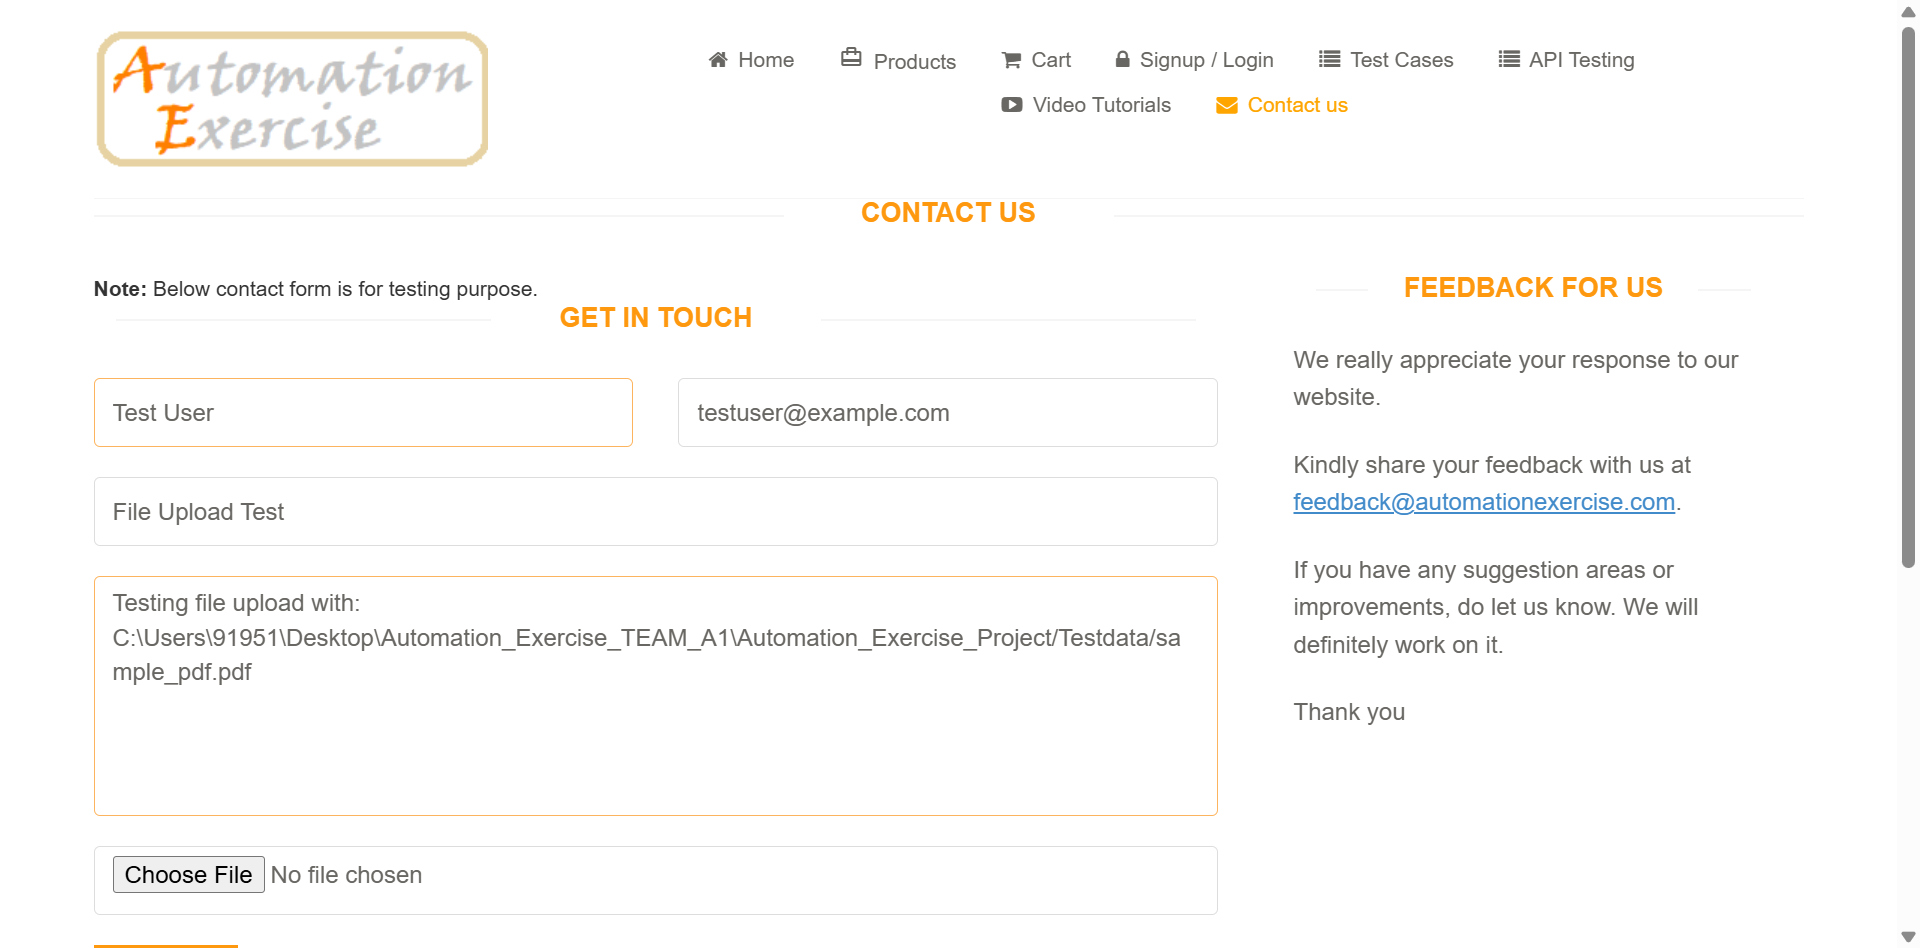 Automation
Exercise
Home
Products
Cart
Signup / Login
Test Cases
API Testing
Video Tutorials
Contact us
CONTACT US
Note: Below contact form is for testing purpose.
GET IN TOUCH
Test User
testuser@example.com
File Upload Test
Testing file upload with:
C:\Users\91951\Desktop\Automation_Exercise_TEAM_A1\Automation_Exercise_Project/Testdata/sa
mple_pdf.pdf
Choose File No file chosen
FEEDBACK FOR US
We really appreciate your response to our
website.
Kindly share your feedback with us at
feedback@automationexercise.com.
If you have any suggestion areas or
improvements, do let us know. We will
definitely work on it.
Thank you